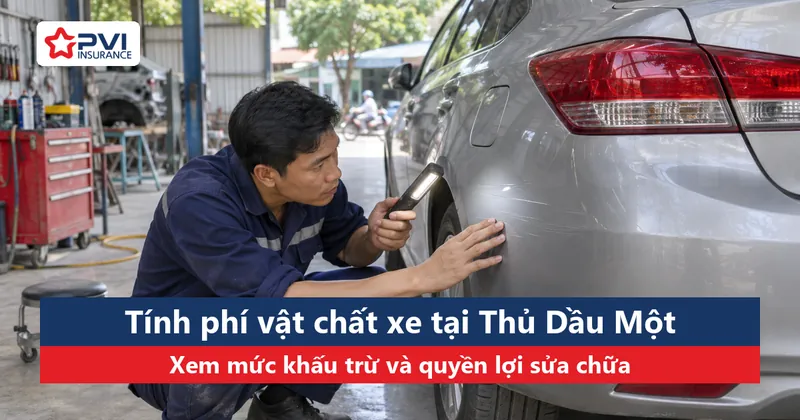 PVI
INSURANCE
Tính phí vật chất xe tại Thủ Dầu Một
Xem mức khấu trừ và quyền lợi sửa chữa